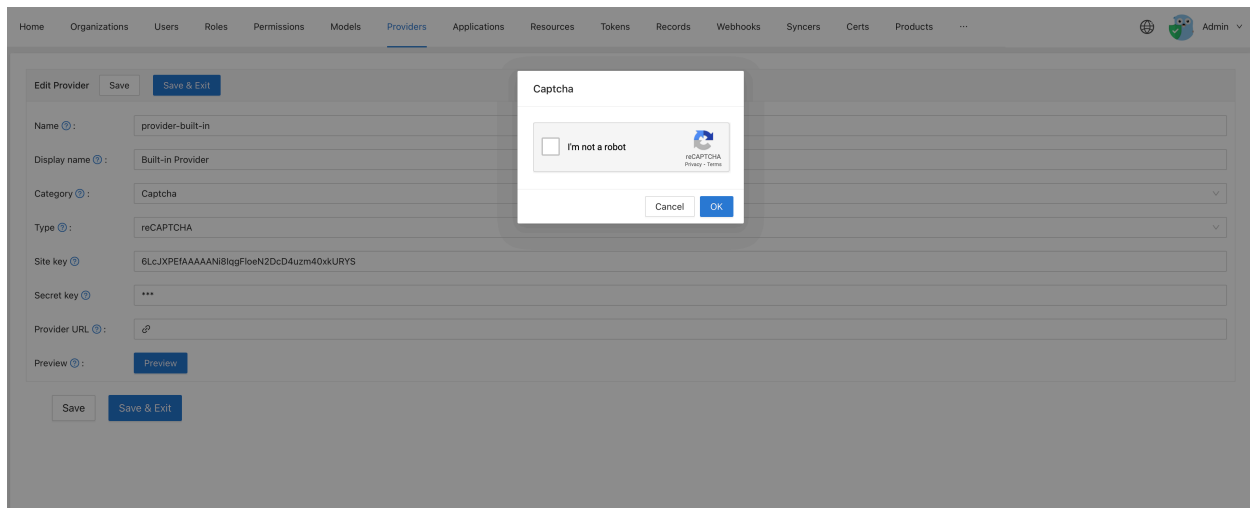 Home Organizations Users Roles Permissions Models Providers Applications Resources Tokens Records Webhooks Syncers Certs Products ··· Admin
Edit Provider Save Save & Exit
Captcha
I'm not a robot
reCAPTCHA
Privacy - Terms
Cancel OK
Name : provider-built-in
Display name : Built-in Provider
Category : Captcha
Type : reCAPTCHA
Site key 6LcJXPEfAAAAANi8IqgFloeN2DcD4uzm40xkURYS
Secret key ***
Provider URL :
Preview : Preview
Save Save & Exit